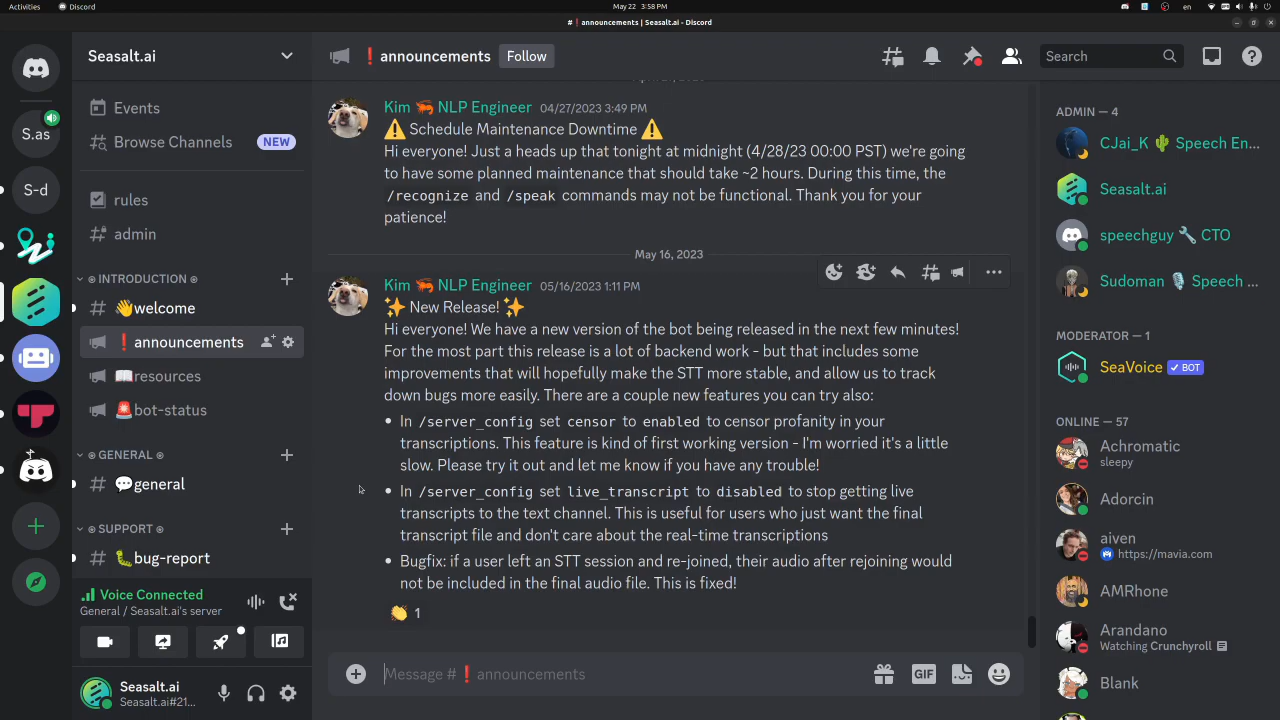 Activities
Discord
May 22 3:58 PM
en
# ❗announcements | Seasalt.ai - Discord
Seasalt.ai
❗announcements
Follow
Search
S.as
S-d
Events
Browse Channels
NEW
rules
admin
INTRODUCTION
👋welcome
❗announcements
📖resources
🚨bot-status
GENERAL
💬general
SUPPORT
🐛bug-report
Voice Connected
General / Seasalt.ai's server
Seasalt.ai
Seasalt.ai#21...
Kim 🦐 NLP Engineer 04/27/2023 3:49 PM
⚠️ Schedule Maintenance Downtime ⚠️
Hi everyone! Just a heads up that tonight at midnight (4/28/23 00:00 PST) we're going
to have some planned maintenance that should take ~2 hours. During this time, the
/recognize and /speak commands may not be functional. Thank you for your
patience!
May 16, 2023
Kim 🦐 NLP Engineer 05/16/2023 1:11 PM
✨ New Release! ✨
Hi everyone! We have a new version of the bot being released in the next few minutes!
For the most part this release is a lot of backend work - but that includes some
improvements that will hopefully make the STT more stable, and allow us to track
down bugs more easily. There are a couple new features you can try also:
• In /server_config set censor to enabled to censor profanity in your
transcriptions. This feature is kind of first working version - I'm worried it's a little
slow. Please try it out and let me know if you have any trouble!
• In /server_config set live_transcript to disabled to stop getting live
transcripts to the text channel. This is useful for users who just want the final
transcript file and don't care about the real-time transcriptions
• Bugfix: if a user left an STT session and re-joined, their audio after rejoining would
not be included in the final audio file. This is fixed!
👏 1
Message #❗announcements
GIF
ADMIN — 4
CJai_K 🌵 Speech En...
Seasalt.ai
speechguy 🔧 CTO
Sudoman 🎙️ Speech ...
MODERATOR — 1
SeaVoice ✓ BOT
ONLINE — 57
Achromatic
sleepy
Adorcin
aiven
https://mavia.com
AMRhone
Arandano
Watching Crunchyroll
Blank